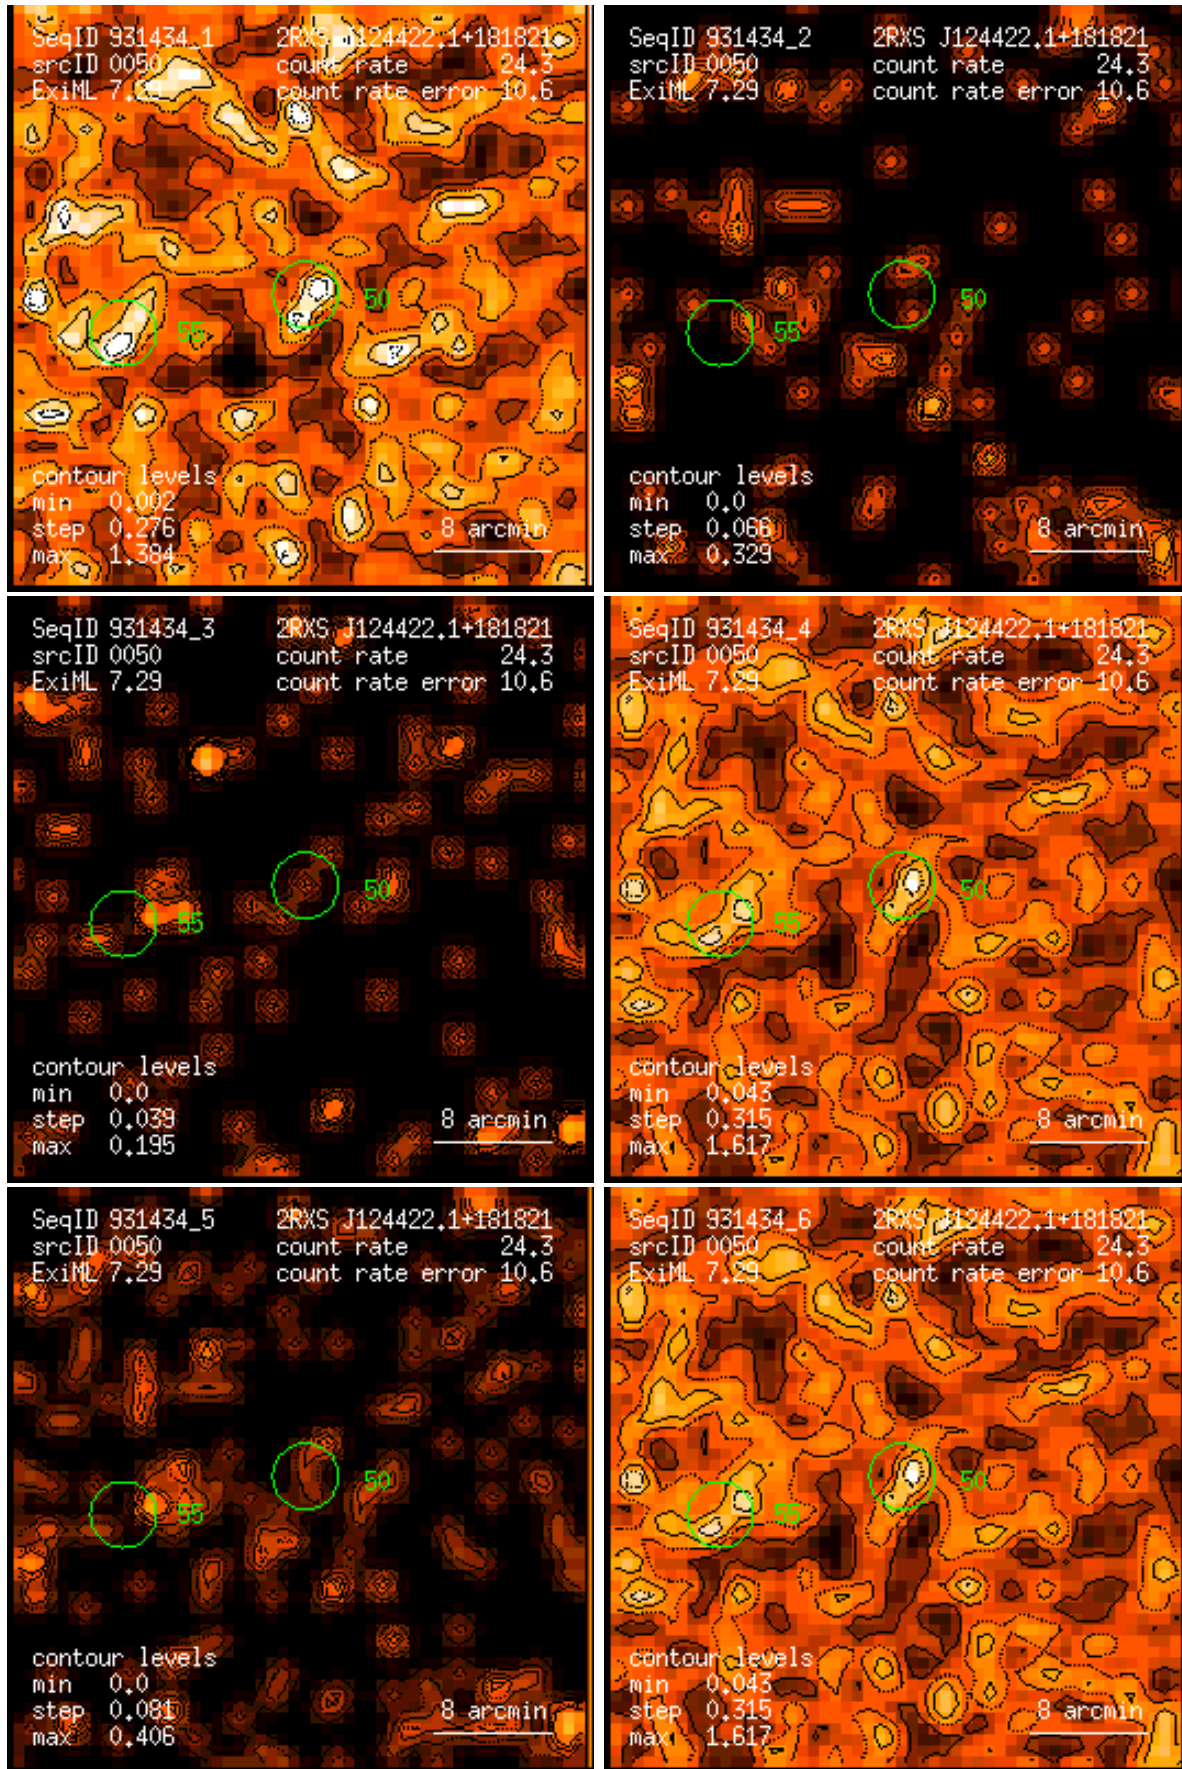 SeqID 931434_1 2RXS J124422.1+181821
srcID 0050 count rate 24.3
ExiML 7.29 count rate error 10.6
50
55
contour levels
min 0.002
step 0.276 8 arcmin
max 1.384
SeqID 931434_2 2RXS J124422.1+181821
srcID 0050 count rate 24.3
ExiML 7.29 count rate error 10.6
50
55
contour levels
min 0.0
step 0.066 8 arcmin
max 0.329
SeqID 931434_3 2RXS J124422.1+181821
srcID 0050 count rate 24.3
ExiML 7.29 count rate error 10.6
50
55
contour levels
min 0.0
step 0.039 8 arcmin
max 0.195
SeqID 931434_4 2RXS J124422.1+181821
srcID 0050 count rate 24.3
ExiML 7.29 count rate error 10.6
50
55
contour levels
min 0.043
step 0.315 8 arcmin
max 1.617
SeqID 931434_5 2RXS J124422.1+181821
srcID 0050 count rate 24.3
ExiML 7.29 count rate error 10.6
50
55
contour levels
min 0.0
step 0.081 8 arcmin
max 0.406
SeqID 931434_6 2RXS J124422.1+181821
srcID 0050 count rate 24.3
ExiML 7.29 count rate error 10.6
50
55
contour levels
min 0.043
step 0.315 8 arcmin
max 1.617